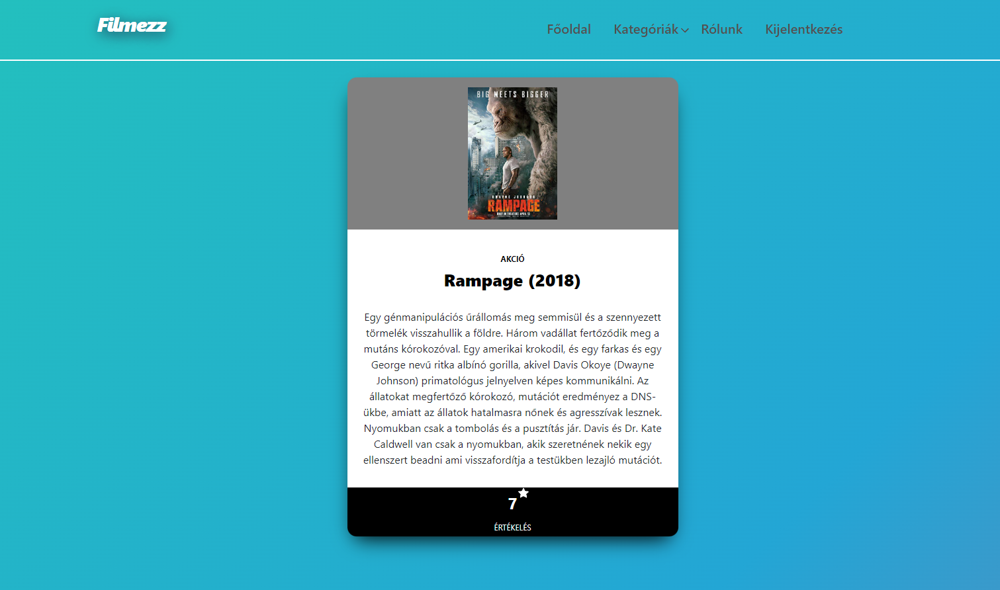 Filmezz
Főoldal Kategóriák Rólunk Kijelentkezés
BIG MEETS BIGGER
DWAYNE JOHNSON
RAMPAGE
ONLY IN THEATERS APRIL 13
AKCIÓ
Rampage (2018)
Egy génmanipulációs űrállomás meg semmisül és a szennyezett
törmelék visszahullik a földre. Három vadállat fertőződik meg a
mutáns kórokozóval. Egy amerikai krokodil, és egy farkas és egy
George nevű ritka albínó gorilla, akivel Davis Okoye (Dwayne
Johnson) primatológus jelnyelven képes kommunikálni. Az
állatokat megfertőző kórokozó, mutációt eredményez a DNS-
ükbe, amiatt az állatok hatalmasra nőnek és agresszívak lesznek.
Nyomukban csak a tombolás és a pusztítás jár. Davis és Dr. Kate
Caldwell van csak a nyomukban, akik szeretnének nekik egy
ellenszert beadni ami visszafordítja a testükben lezajló mutációt.
7
ÉRTÉKELÉS